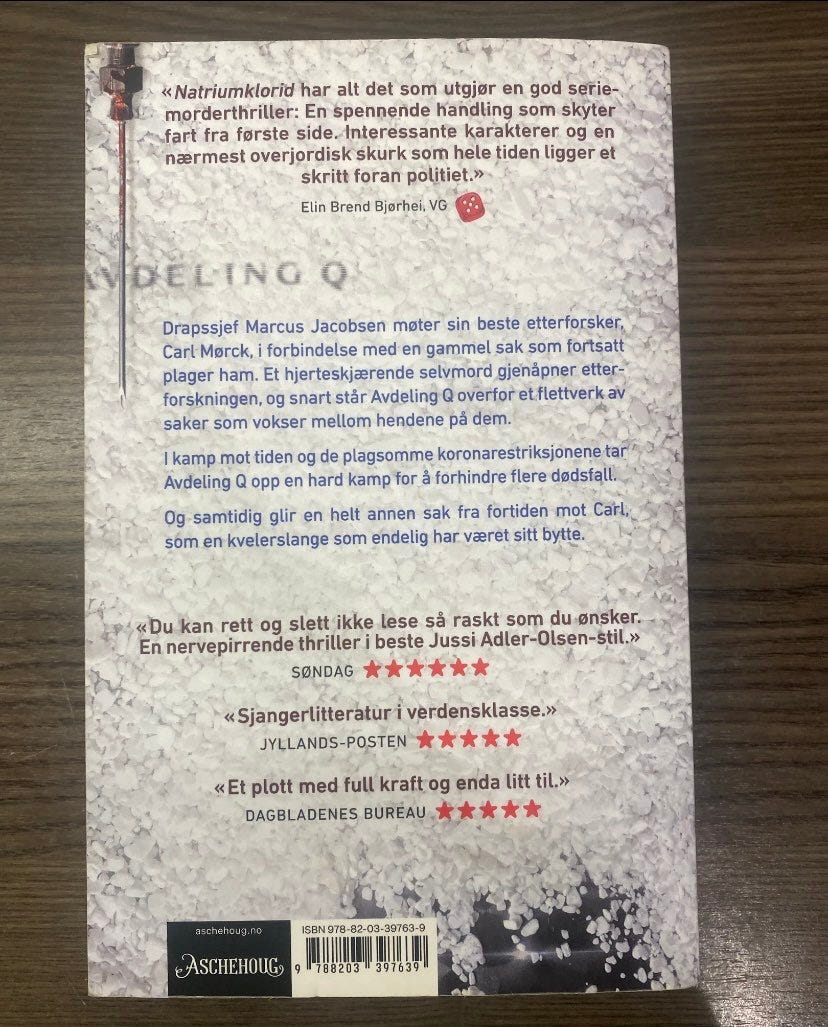 «Natriumklorid har alt det som utgjør en god serie-
morderthriller: En spennende handling som skyter
fart fra første side. Interessante karakterer og en
nærmest overjordisk skurk som hele tiden ligger et
skritt foran politiet.»
Elin Brend Bjørhei, VG
AVDELING Q
Drapssjef Marcus Jacobsen møter sin beste etterforsker,
Carl Mørck, i forbindelse med en gammel sak som fortsatt
plager ham. Et hjerteskjærende selvmord gjenåpner etter-
forskningen, og snart står Avdeling Q overfor et flettverk av
saker som vokser mellom hendene på dem.
I kamp mot tiden og de plagsomme koronarestriksjonene tar
Avdeling Q opp en hard kamp for å forhindre flere dødsfall.
Og samtidig glir en helt annen sak fra fortiden mot Carl,
som en kvelerslange som endelig har været sitt bytte.
«Du kan rett og slett ikke lese så raskt som du ønsker.
En nervepirrende thriller i beste Jussi Adler-Olsen-stil.»
SØNDAG ★★★★★★
«Sjangerlitteratur i verdensklasse.»
JYLLANDS-POSTEN ★★★★★
«Et plott med full kraft og enda litt til.»
DAGBLADENES BUREAU ★★★★★
aschehoug.no
ASCHEHOUG
ISBN 978-82-03-39763-9
9 788203 397639